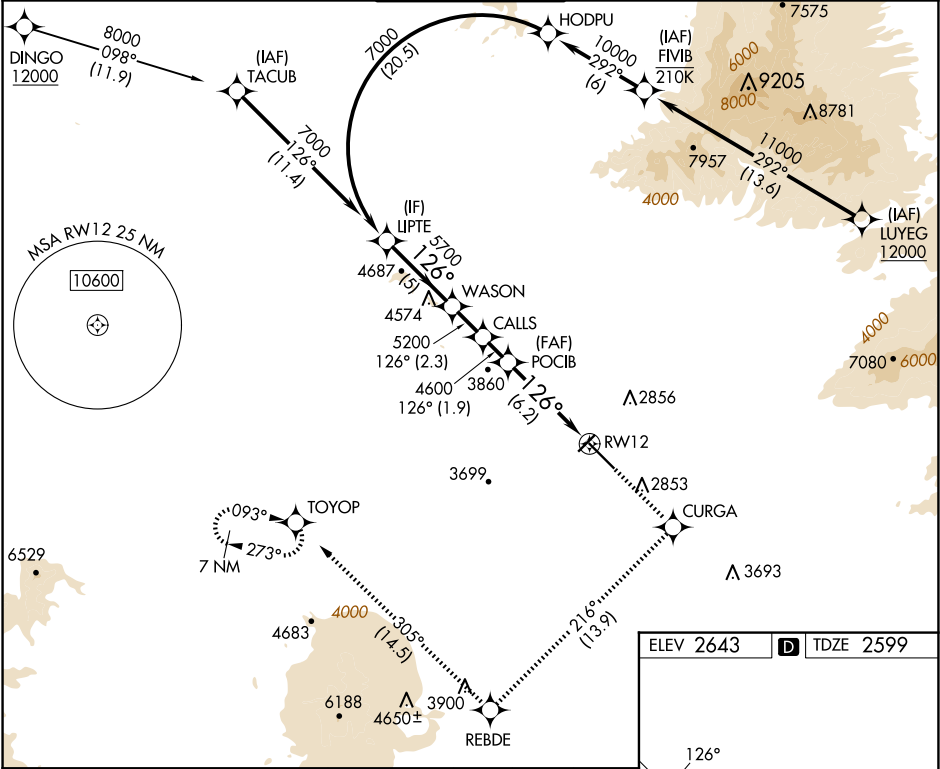 DINGO
12000
8000
098°
(11.9)
(IAF)
TACUB
7000
126°
(11.4)
7000
(20.5)
HODPU
10000
292°
(6)
(IAF)
FIVIB
210K
7575
6000
8000
9205
8781
7957
4000
11000
292°
(13.6)
(IAF)
LUYEG
12000
MSA RW12 25 NM
10600
(IF)
LIPTE
5700
126°
(5)
4687
4574
WASON
CALLS
5200
126° (2.3)
(FAF)
POCIB
4600
126° (1.9)
3860
126°
(6.2)
4000
7080
6000
2856
RW12
3699
2853
CURGA
TOYOP
093°
273°
7 NM
6529
3693
216°
(13.9)
4000
4683
305°
(14.5)
6188
4650±
3900
REBDE
ELEV 2643
D
TDZE 2599
126°